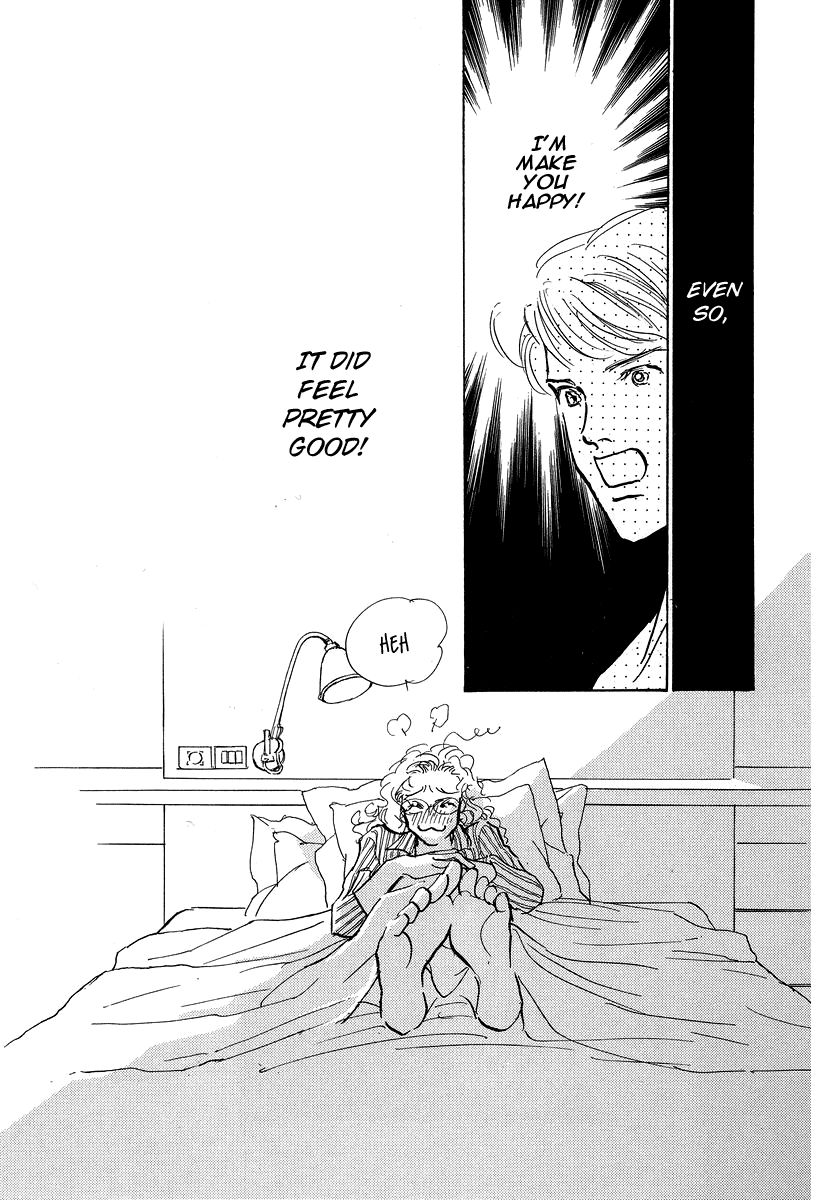 EVEN
SO,
I'M
MAKE
YOU
HAPPY!
IT DID
FEEL
PRETTY
GOOD!
HEH